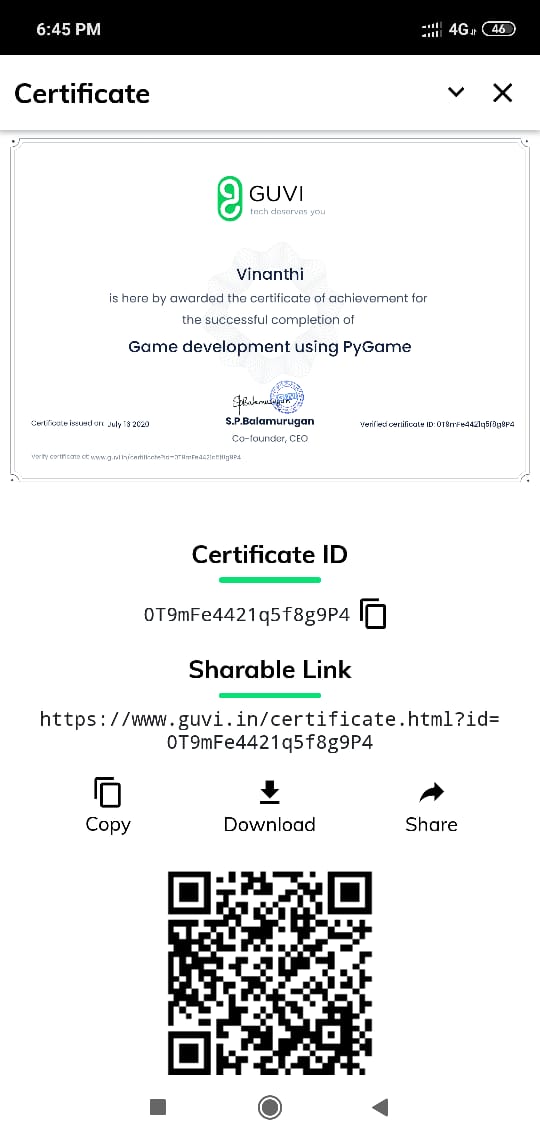 6:45 PM
4G 46
Certificate
GUVI
tech deserves you
Vinanthi
is here by awarded the certificate of achievement for
the successful completion of
Game development using PyGame
S.P.Balamurugan
Co-founder, CEO
Certificate issued on: July 13 2020
Verified certificate ID: 0T9mFe4421q5f8g9P4
Verify certificate at: www.guvi.in/certificate?id=0T9mFe4421q5f8g9P4
Certificate ID
0T9mFe4421q5f8g9P4
Sharable Link
https://www.guvi.in/certificate.html?id=
0T9mFe4421q5f8g9P4
Copy
Download
Share